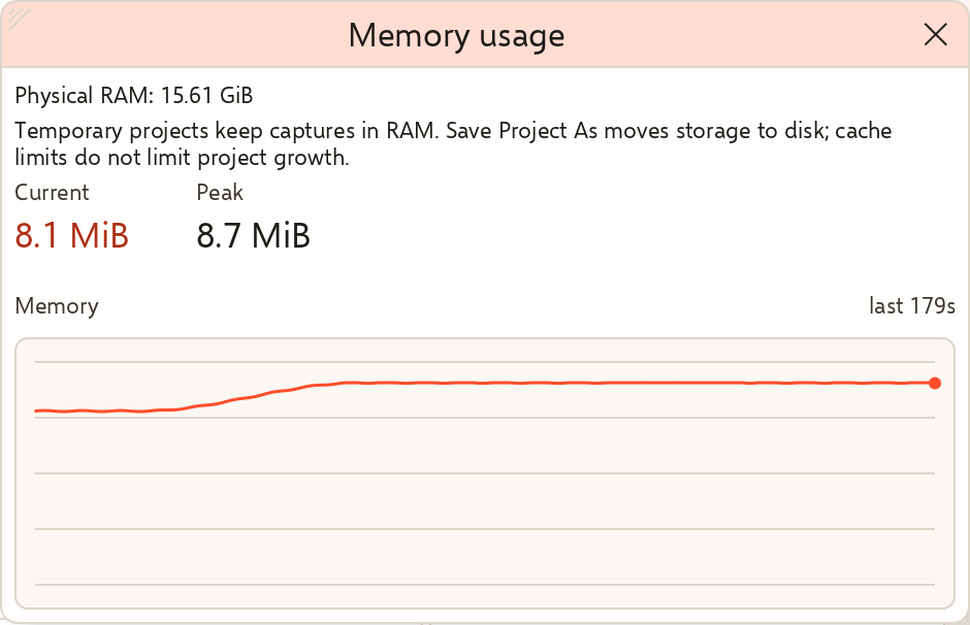 Memory usage
Physical RAM: 15.61 GiB
Temporary projects keep captures in RAM. Save Project As moves storage to disk; cache
limits do not limit project growth.
Current Peak
8.1 MiB 8.7 MiB
Memory last 179s